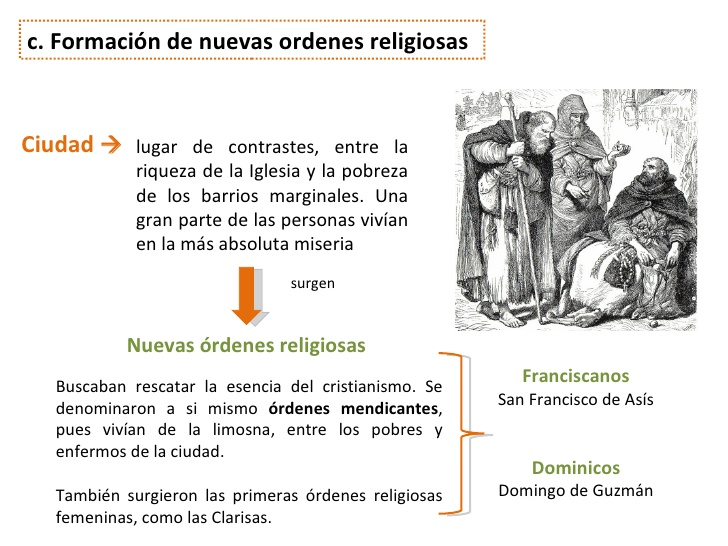 c. Formación de nuevas ordenes religiosas
Ciudad → lugar de contrastes, entre la
riqueza de la Iglesia y la pobreza
de los barrios marginales. Una
gran parte de las personas vivían
en la más absoluta miseria
surgen
Nuevas órdenes religiosas
Buscaban rescatar la esencia del cristianismo. Se
denominaron a si mismo órdenes mendicantes,
pues vivían de la limosna, entre los pobres y
enfermos de la ciudad.
También surgieron las primeras órdenes religiosas
femeninas, como las Clarisas.
Franciscanos
San Francisco de Asís
Dominicos
Domingo de Guzmán